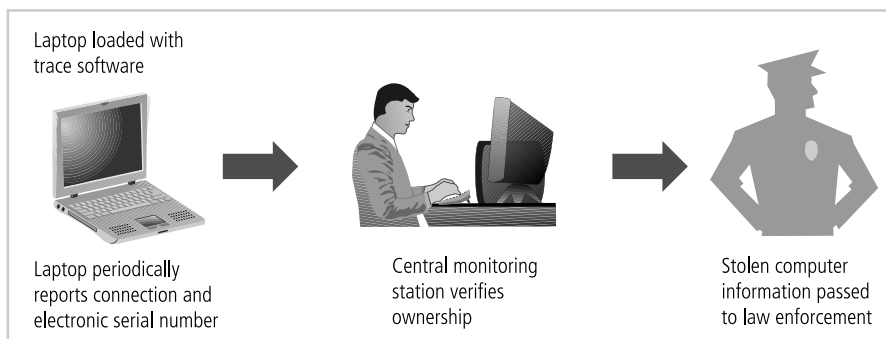 Laptop loaded with
trace software
Laptop periodically
reports connection and
electronic serial number
Central monitoring
station verifies
ownership
Stolen computer
information passed
to law enforcement